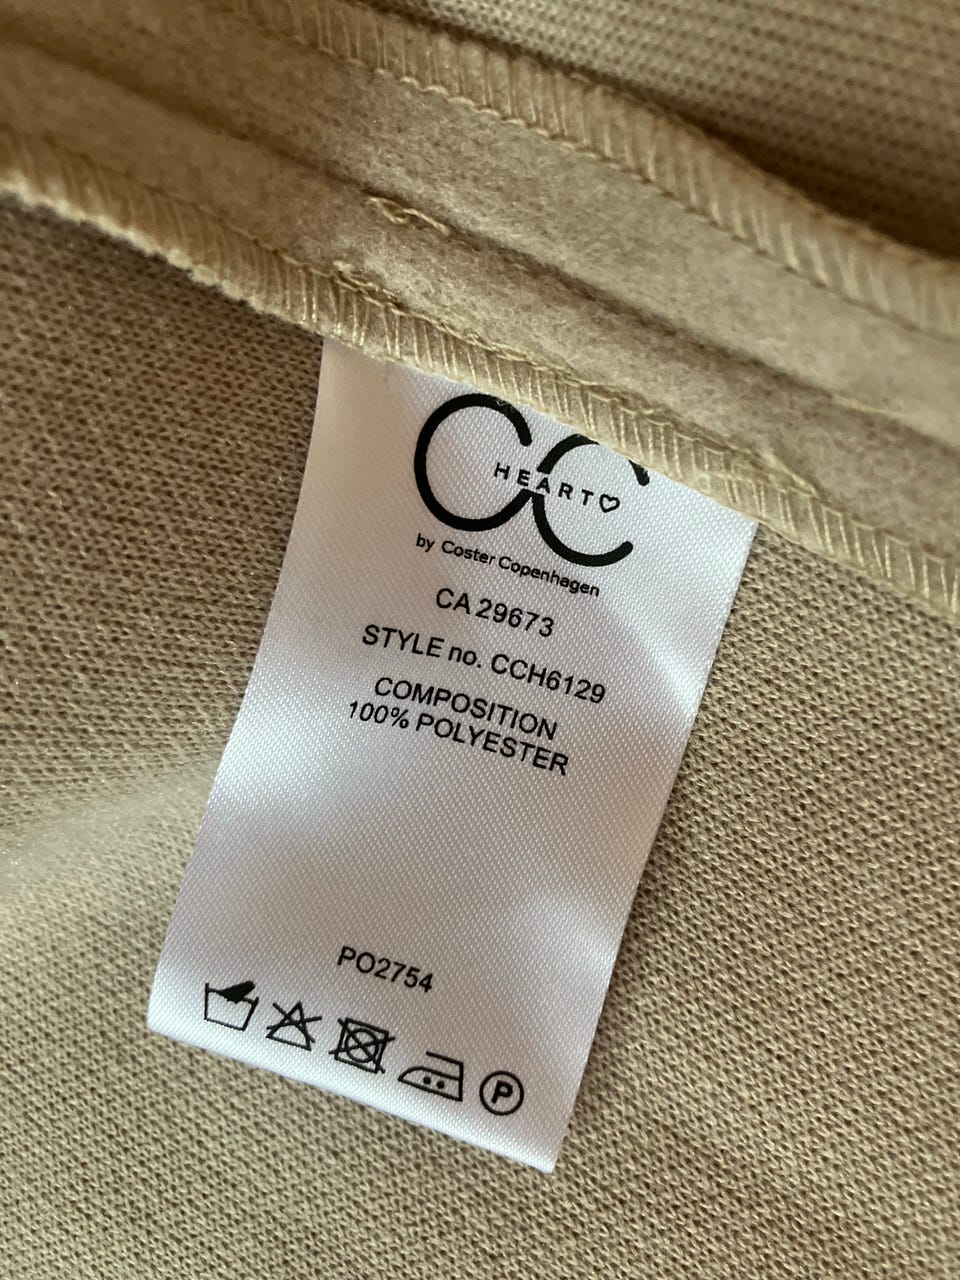 CC
HEART
by Coster Copenhagen
CA 29673
STYLE no. CCH6129
COMPOSITION
100% POLYESTER
PO2754
P